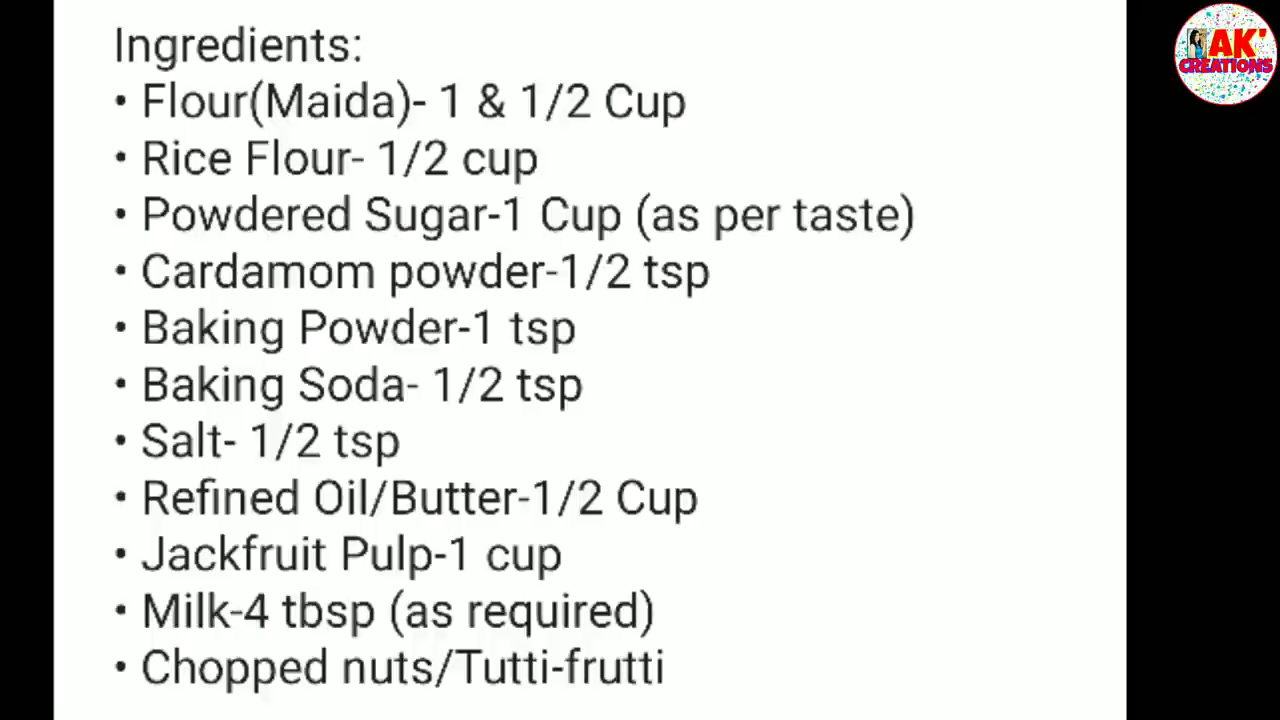 Ingredients:
• Flour(Maida)- 1 & 1/2 Cup
• Rice Flour- 1/2 cup
• Powdered Sugar-1 Cup (as per taste)
• Cardamom powder-1/2 tsp
• Baking Powder-1 tsp
• Baking Soda- 1/2 tsp
• Salt- 1/2 tsp
• Refined Oil/Butter-1/2 Cup
• Jackfruit Pulp-1 cup
• Milk-4 tbsp (as required)
• Chopped nuts/Tutti-frutti
AK'
CREATIONS